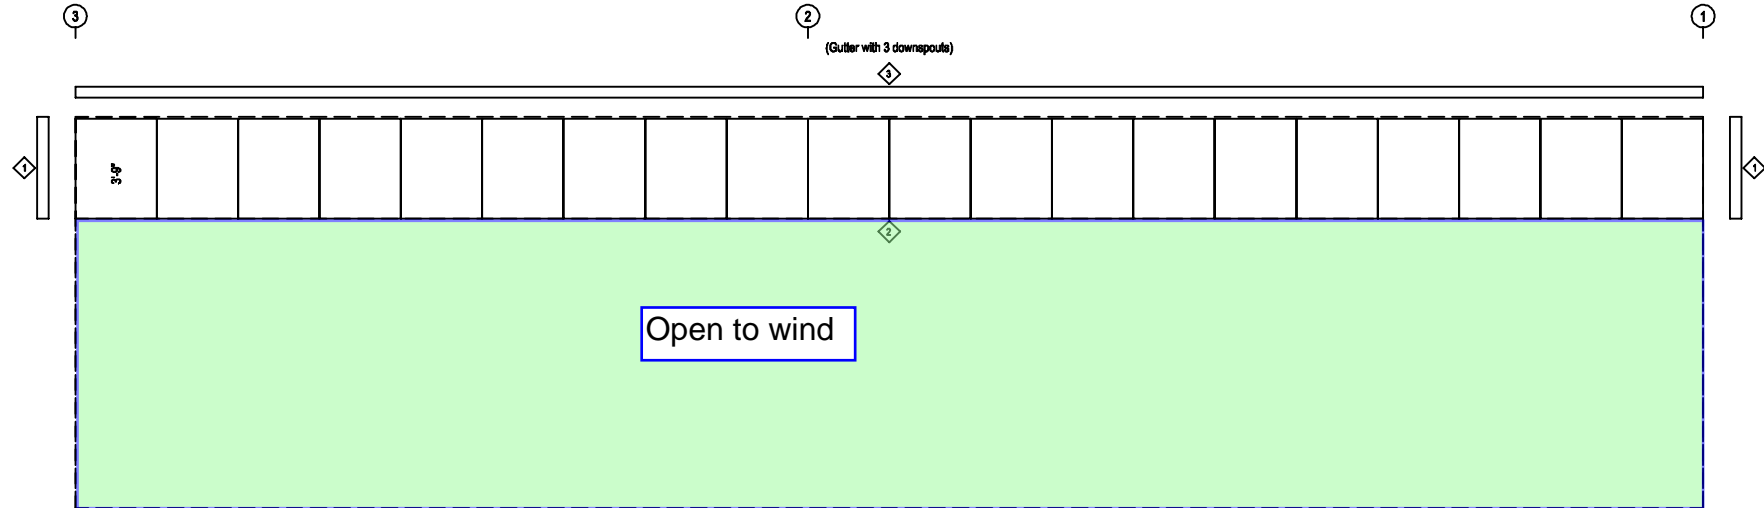 3 2 1
(Gutter with 3 downspouts)
3
1 3'-9" 1
2
Open to wind